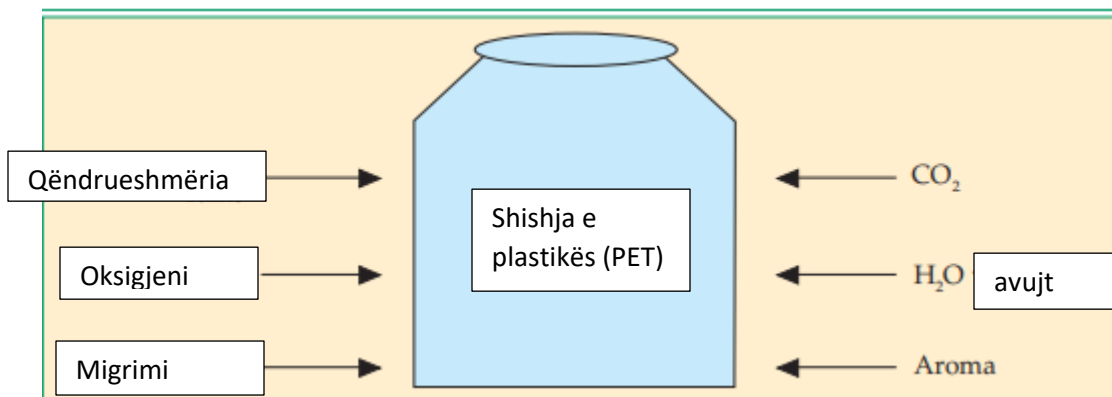 Qëndrueshmëria
Oksigjeni
Migrimi
Shishja e
plastikës (PET)
CO₂
H₂O avujt
Aroma